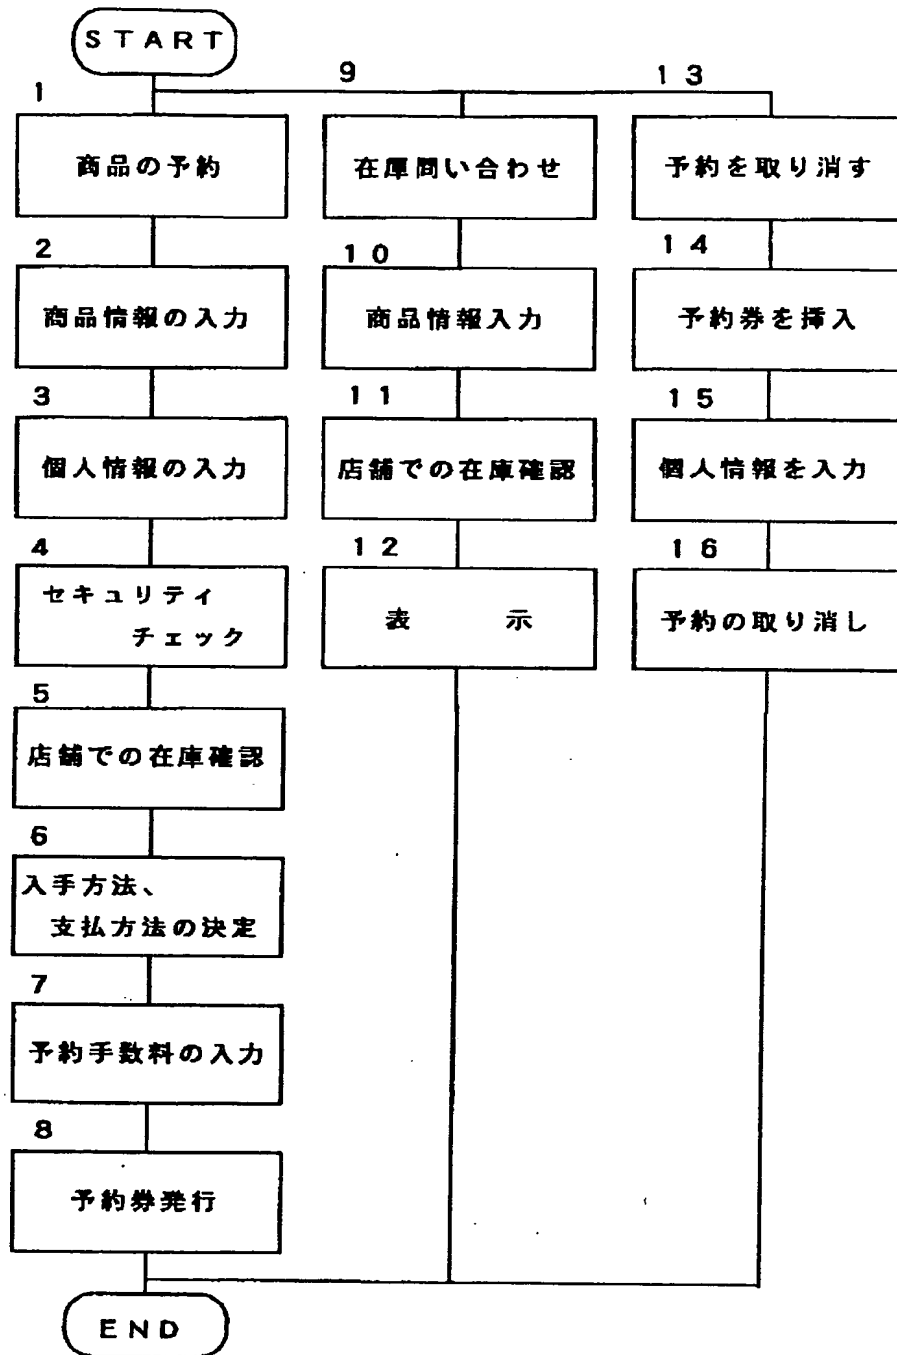 START
1
商品の予約
2
商品情報の入力
3
個人情報の入力
4
セキュリティ
チェック
5
店舗での在庫確認
6
入手方法、
支払方法の決定
7
予約手数料の入力
8
予約券発行
9
在庫問い合わせ
10
商品情報入力
11
店舗での在庫確認
12
表示
13
予約を取り消す
14
予約券を挿入
15
個人情報を入力
16
予約の取り消し
END